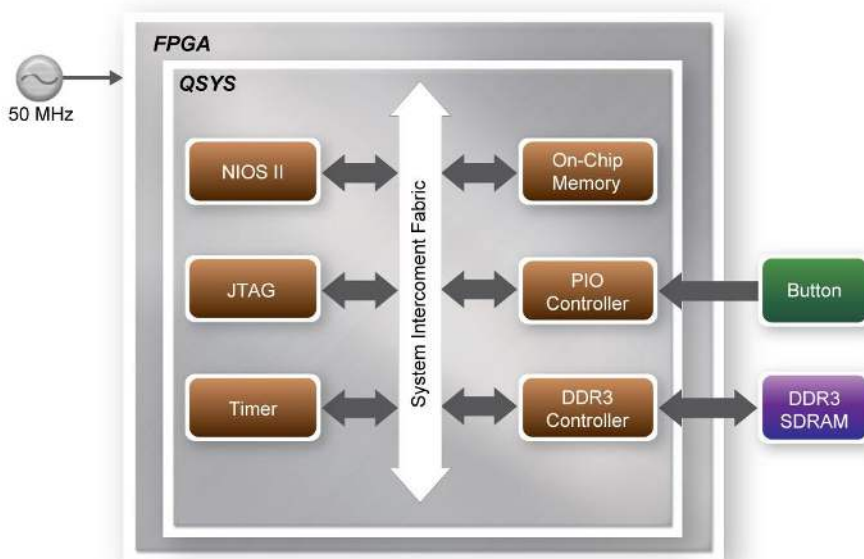 FPGA
QSYS
50 MHz
NIOS II
On-Chip
Memory
System Intercoment Fabric
JTAG
PIO
Controller
Button
Timer
DDR3
Controller
DDR3
SDRAM